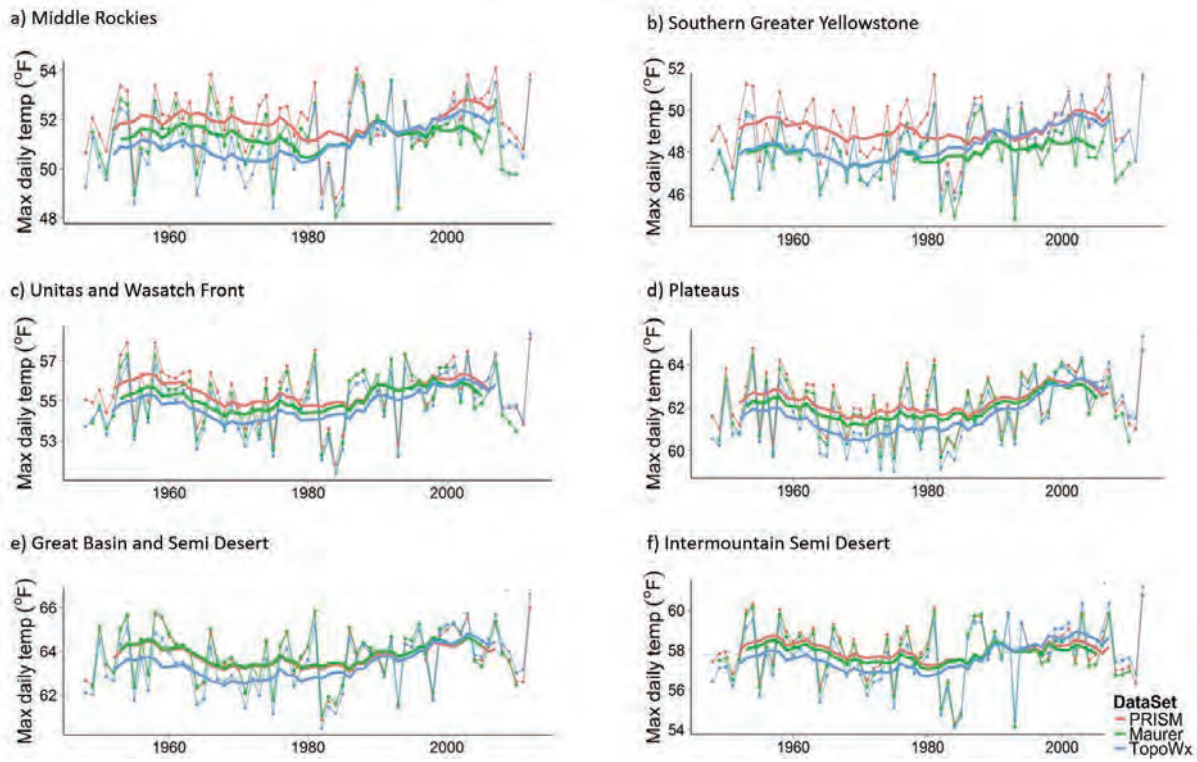 a) Middle Rockies
Max daily temp (°F)
54
52
50
48
1960
1980
2000
b) Southern Greater Yellowstone
Max daily temp (°F)
52
50
48
46
1960
1980
2000
c) Unitas and Wasatch Front
Max daily temp (°F)
57
55
53
1960
1980
2000
d) Plateaus
Max daily temp (°F)
64
62
60
1960
1980
2000
e) Great Basin and Semi Desert
Max daily temp (°F)
66
64
62
1960
1980
2000
f) Intermountain Semi Desert
Max daily temp (°F)
60
58
56
54
1960
1980
2000
DataSet
PRISM
Maurer
TopoWx